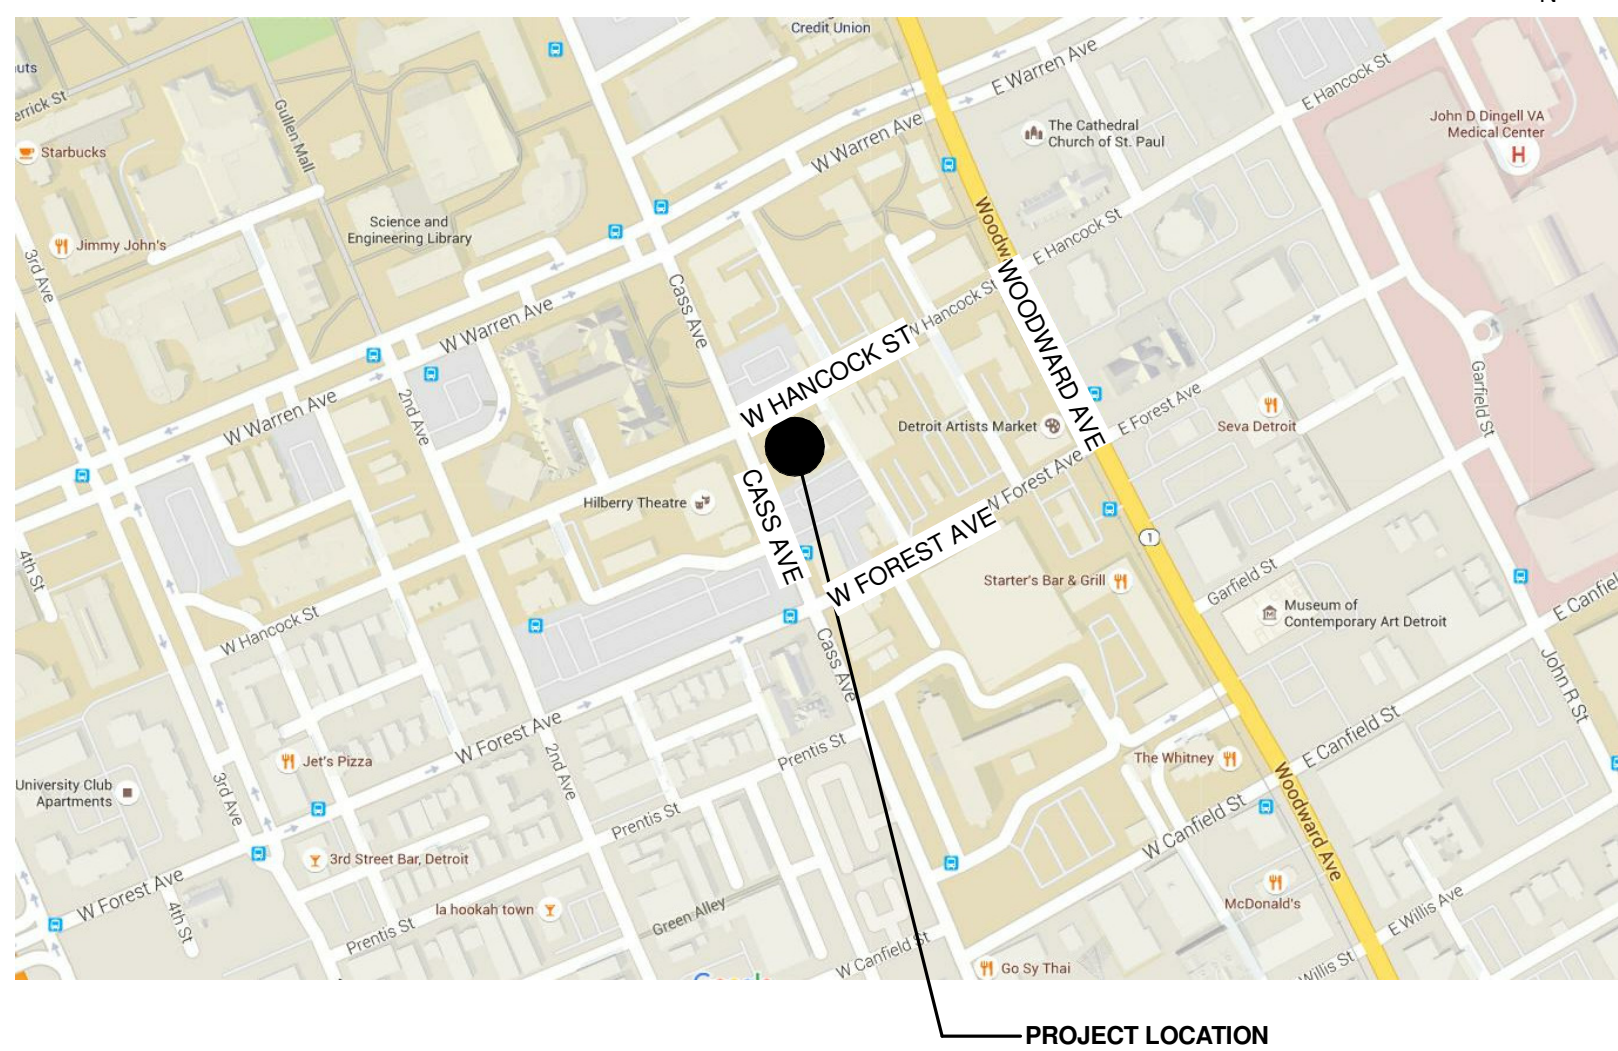 Credit Union
E Warren Ave
E Hancock St
John D Dingell VA
Medical Center
The Cathedral
Church of St. Paul
W Warren Ave
Gullen Mall
Starbucks
Science and
Engineering Library
Jimmy John's
3rd Ave
Woodw
E Hancock St
Cass Ave
W Warren Ave
W Hancock St
WOODWARD AVE
W HANCOCK ST
Garfield St
2nd Ave
W Warren Ave
Detroit Artists Market
E Forest Ave
Seva Detroit
Hilberry Theatre
CASS AVE
W Forest Ave
W FOREST AVE
1
4th St
Starter's Bar & Grill
Garfield St
Museum of
Contemporary Art Detroit
E Canfiel
W Hancock St
Cass Ave
John R St
W Forest Ave
2nd Ave
Prentis St
E Canfield St
Jet's Pizza
The Whitney
University Club
Apartments
3rd Ave
Woodward Ave
Prentis St
W Canfield St
3rd Street Bar, Detroit
W Forest Ave
4th St
la hookah town
Green Alley
McDonald's
E Willis Ave
Prentis St
W Canfield St
Go Sy Thai
Willis St
PROJECT LOCATION